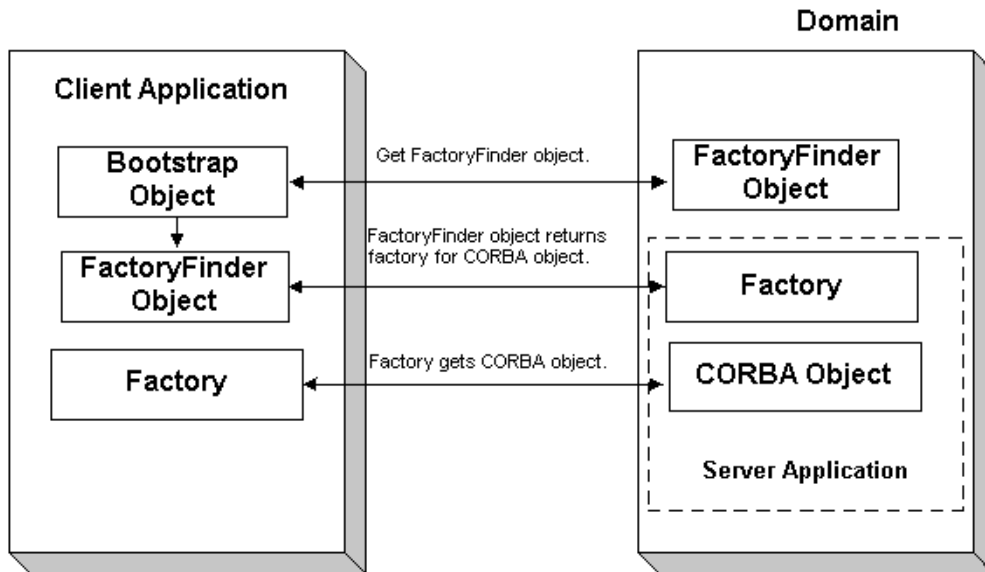 Domain
Client Application
Bootstrap
Object
Get FactoryFinder object.
FactoryFinder
Object
FactoryFinder object returns
factory for CORBA object.
FactoryFinder
Object
Factory
Factory gets CORBA object.
Factory
CORBA Object
Server Application